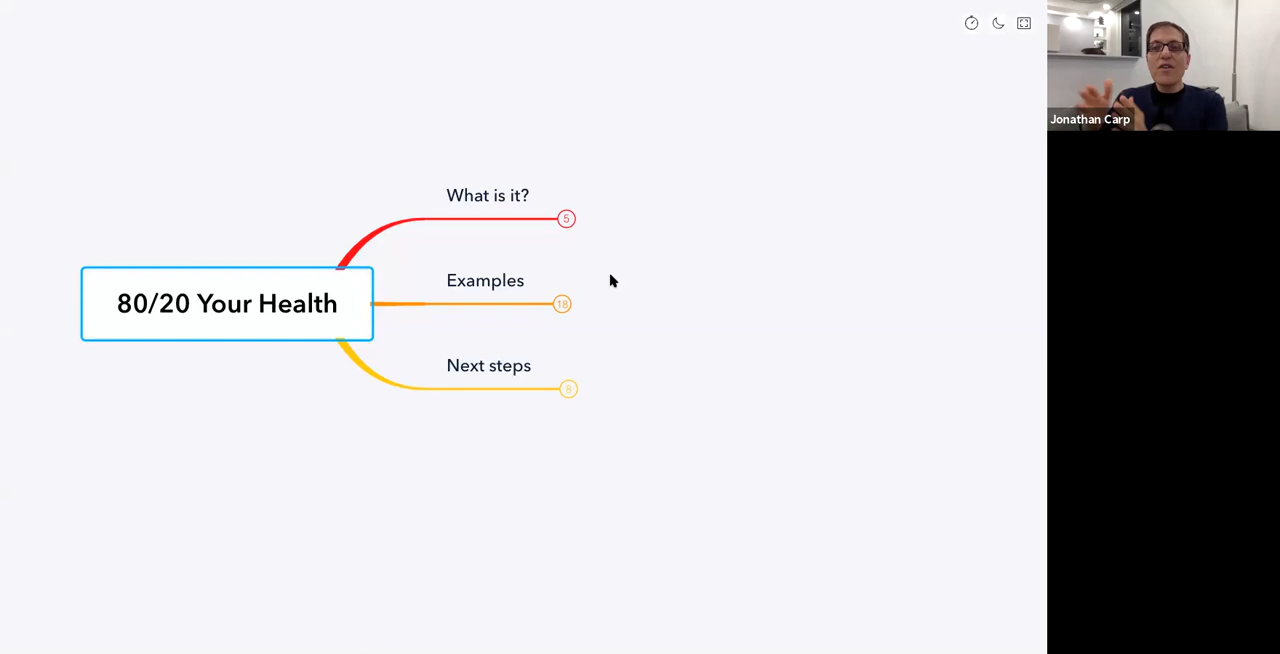 80/20 Your Health
What is it?
5
Examples
18
Next steps
8
Jonathan Carp